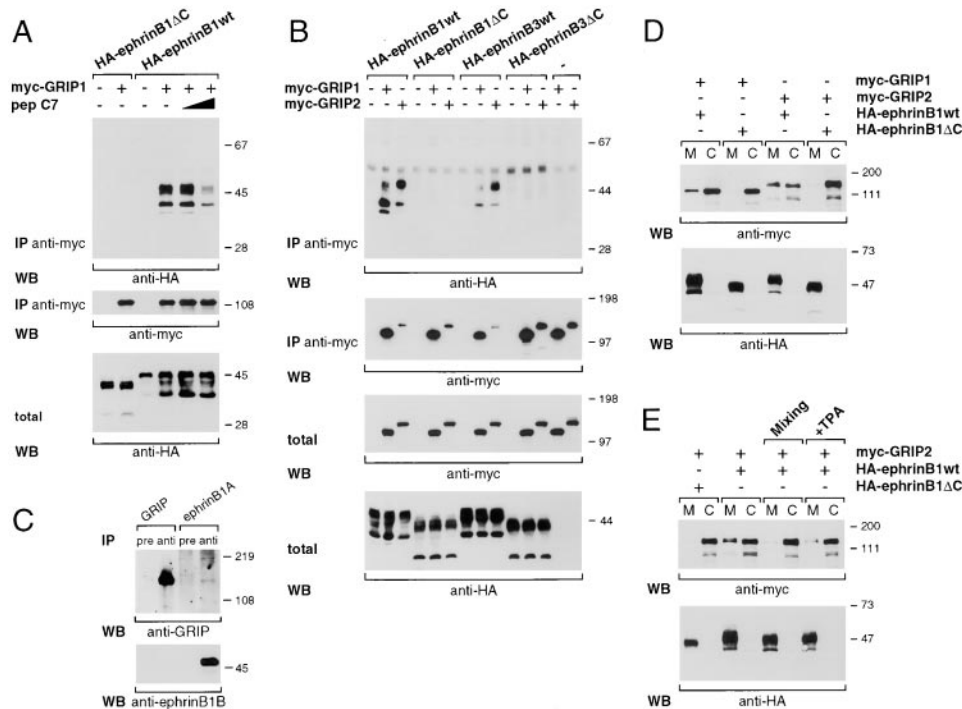 A
HA-ephrinB1ΔC
HA-ephrinB1wt
myc-GRIP1 - + - + + +
pep C7
- 67
- 45
- 28
IP anti-myc
WB anti-HA
IP anti-myc - 108
WB anti-myc
- 45
total
- 28
WB anti-HA
B
HA-ephrinB1wt
HA-ephrinB1ΔC
HA-ephrinB3wt
HA-ephrinB3ΔC
-
myc-GRIP1 - + - - + - - + - - + - + -
myc-GRIP2 - - + - - + - - + - - + - +
- 67
- 44
- 28
IP anti-myc
WB anti-HA
- 198
IP anti-myc - 97
WB anti-myc
- 198
total - 97
WB anti-myc
- 44
total
WB anti-HA
C
GRIP ephrinB1A
IP pre anti pre anti
- 219
- 108
WB anti-GRIP
- 45
WB anti-ephrinB1B
D
+ + - - myc-GRIP1
- - + + myc-GRIP2
+ - + - HA-ephrinB1wt
- + - + HA-ephrinB1ΔC
M C M C M C M C
- 200
- 111
WB anti-myc
- 73
- 47
WB anti-HA
E
Mixing
+TPA
+ + + + myc-GRIP2
- + + + HA-ephrinB1wt
+ - - - HA-ephrinB1ΔC
M C M C M C M C
- 200
- 111
WB anti-myc
- 73
- 47
WB anti-HA